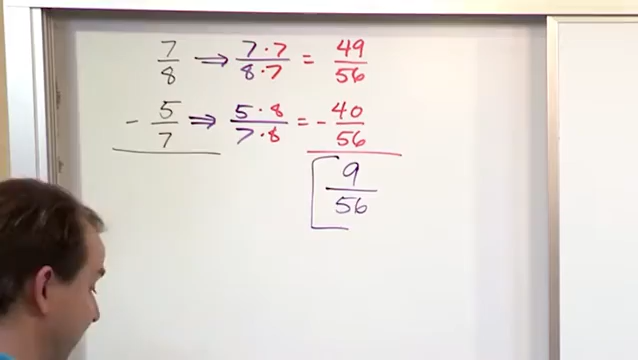 7/8 ⇒ 7·7/8·7 = 49/56
- 5/7 ⇒ 5·8/7·8 = - 40/56
9/56